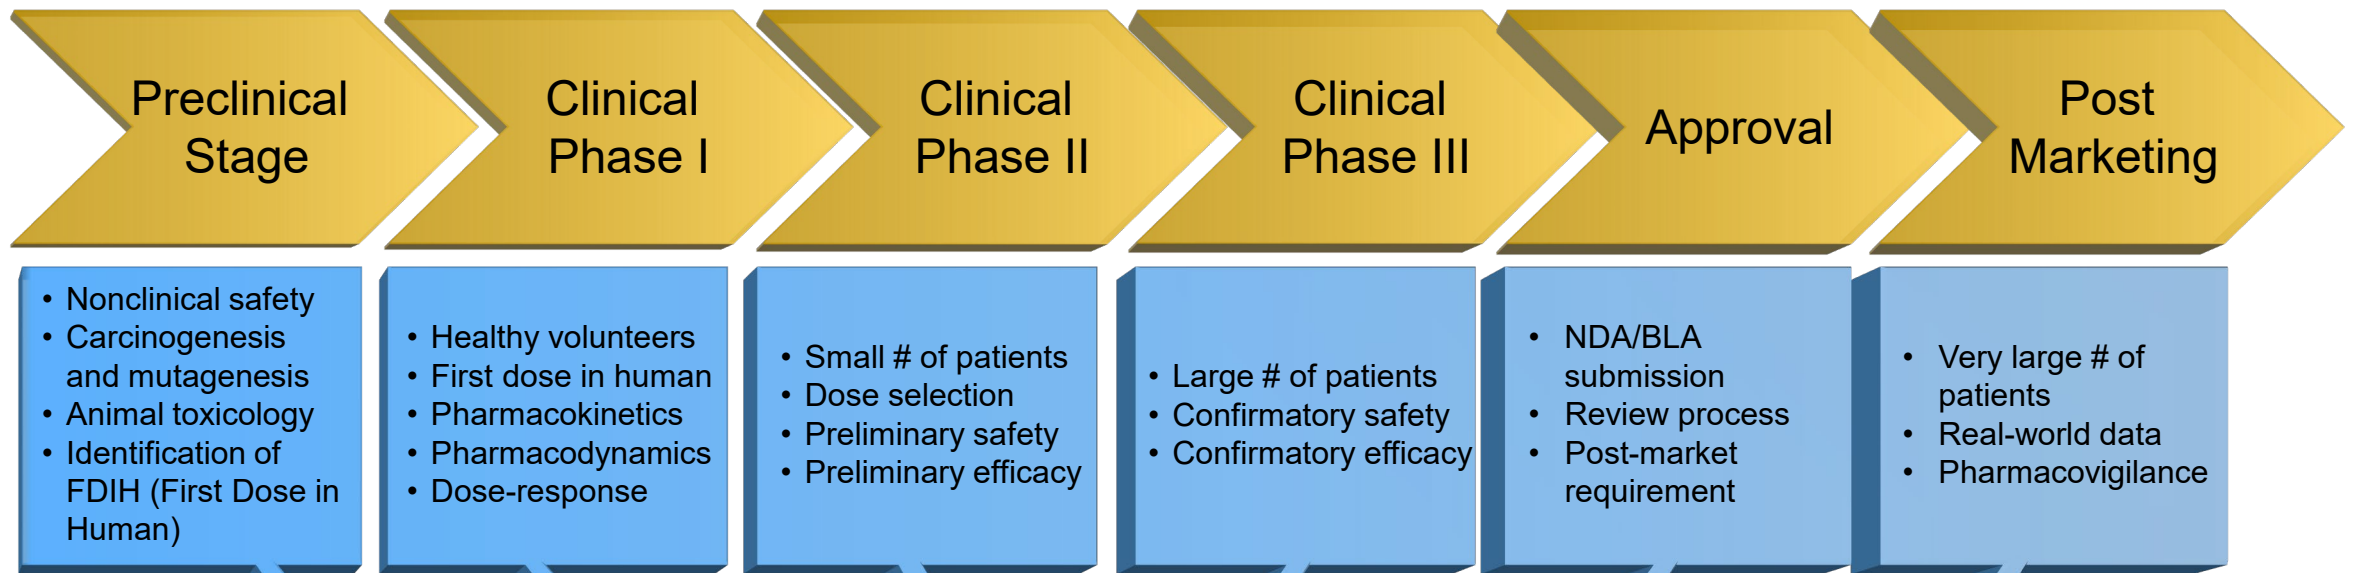 Preclinical
Stage
Clinical
Phase I
Clinical
Phase II
Clinical
Phase III
Approval
Post
Marketing
• Nonclinical safety
• Carcinogenesis
and mutagenesis
• Animal toxicology
• Identification of
FDIH (First Dose in
Human)
• Healthy volunteers
• First dose in human
• Pharmacokinetics
• Pharmacodynamics
• Dose-response
• Small # of patients
• Dose selection
• Preliminary safety
• Preliminary efficacy
• Large # of patients
• Confirmatory safety
• Confirmatory efficacy
• NDA/BLA
submission
• Review process
• Post-market
requirement
• Very large # of
patients
• Real-world data
• Pharmacovigilance